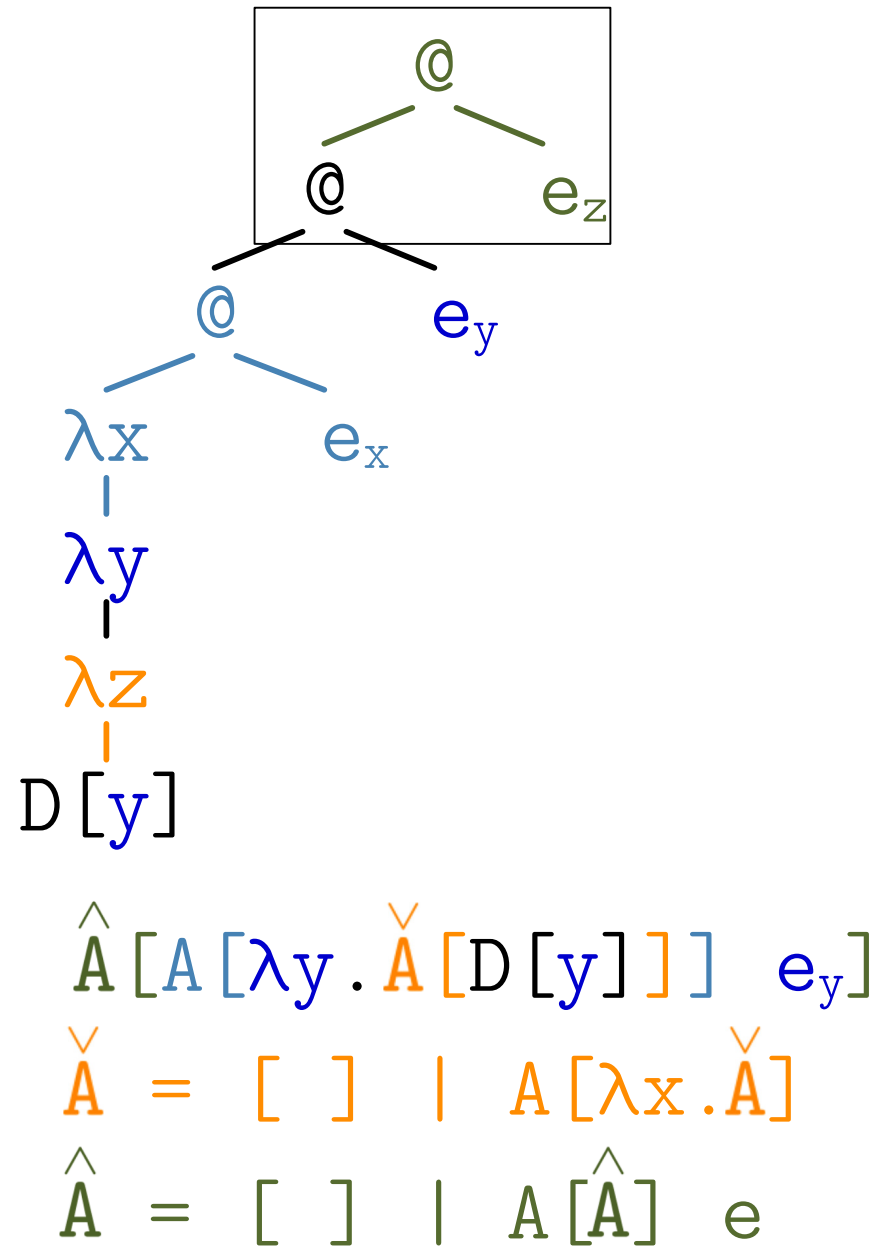 @
@ e_z
@ e_y
λx e_x
λy
λz
D[y]
Â[A[λy.Ǎ[D[y]]] e_y]
Ǎ = [ ] | A[λx.Ǎ]
Â = [ ] | A[Â] e